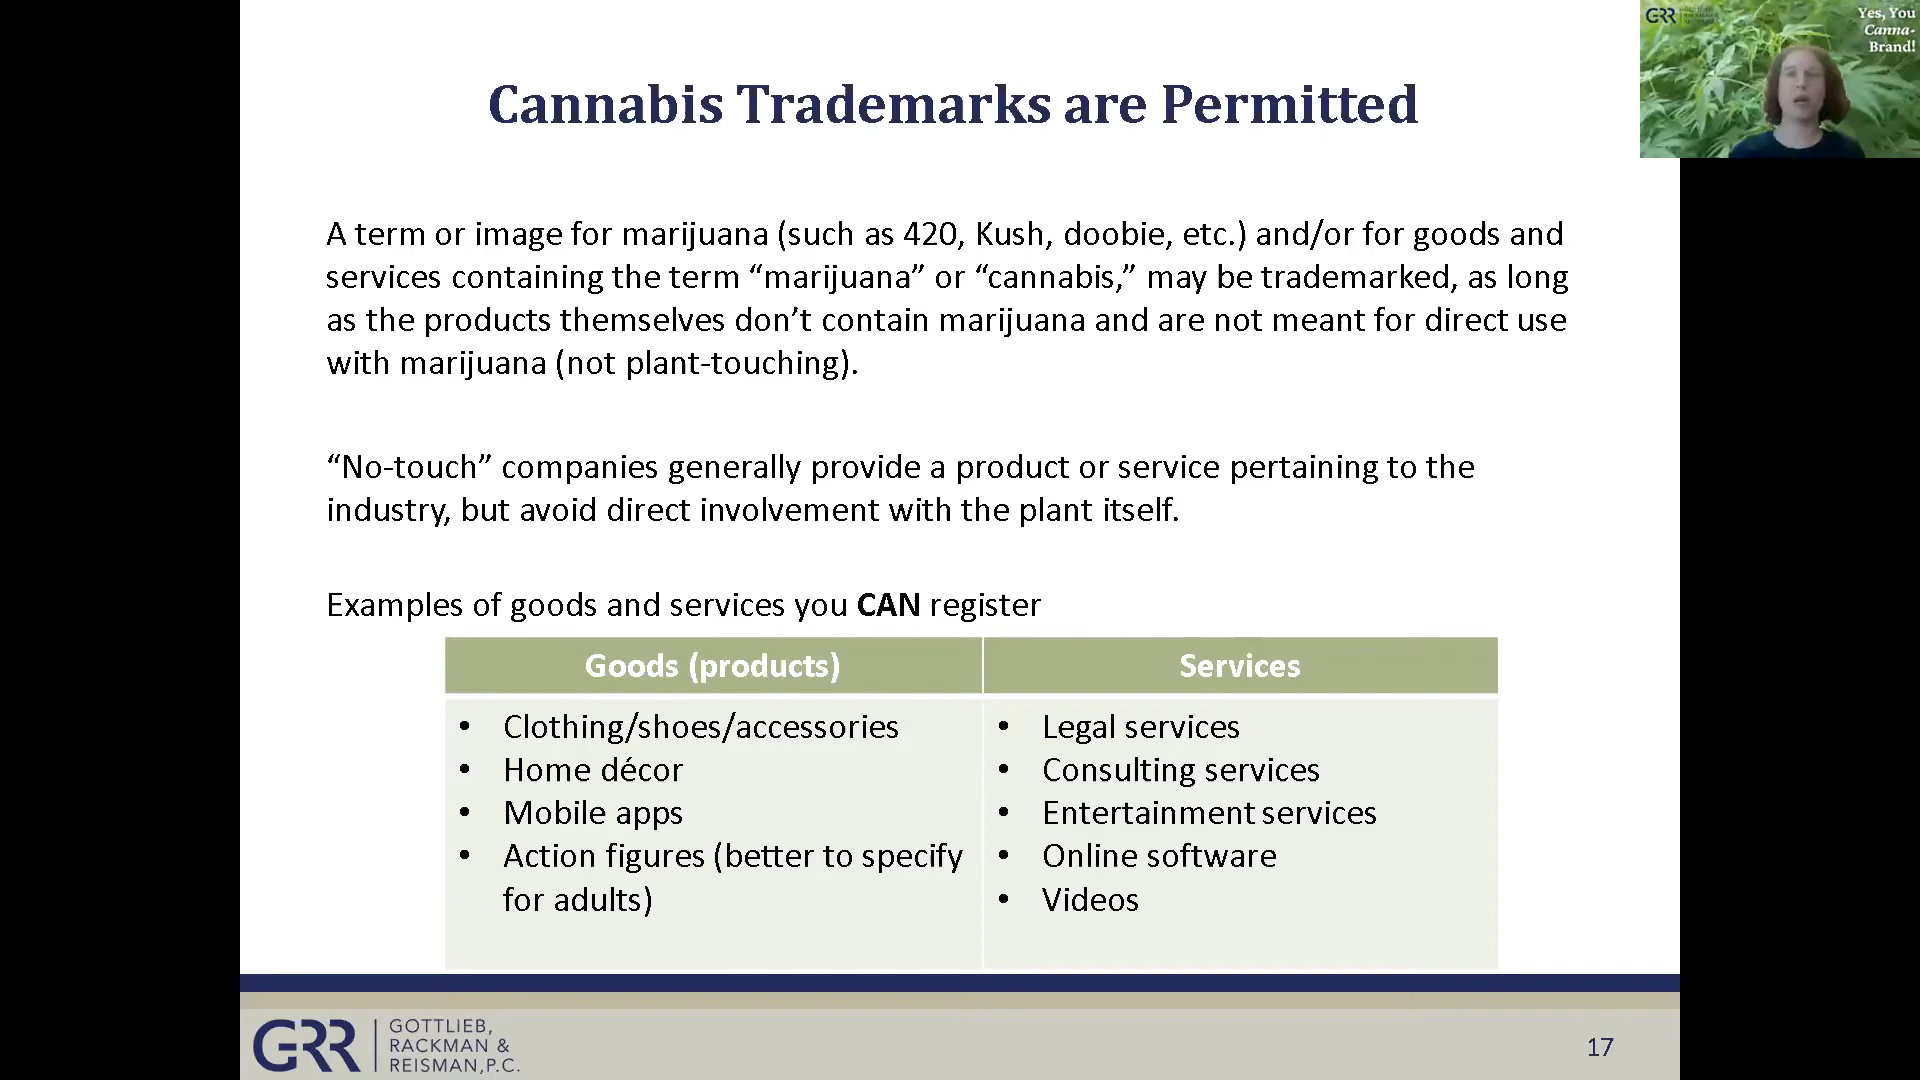 Cannabis Trademarks are Permitted
A term or image for marijuana (such as 420, Kush, doobie, etc.) and/or for goods and
services containing the term “marijuana” or “cannabis,” may be trademarked, as long
as the products themselves don’t contain marijuana and are not meant for direct use
with marijuana (not plant-touching).
“No-touch” companies generally provide a product or service pertaining to the
industry, but avoid direct involvement with the plant itself.
Examples of goods and services you CAN register
Goods (products)
• Clothing/shoes/accessories
• Home décor
• Mobile apps
• Action figures (better to specify
for adults)
Services
• Legal services
• Consulting services
• Entertainment services
• Online software
• Videos
GRR
GOTTLIEB,
RACKMAN &
REISMAN, P.C.
17
GRR
Yes, You
Canna-
Brand!